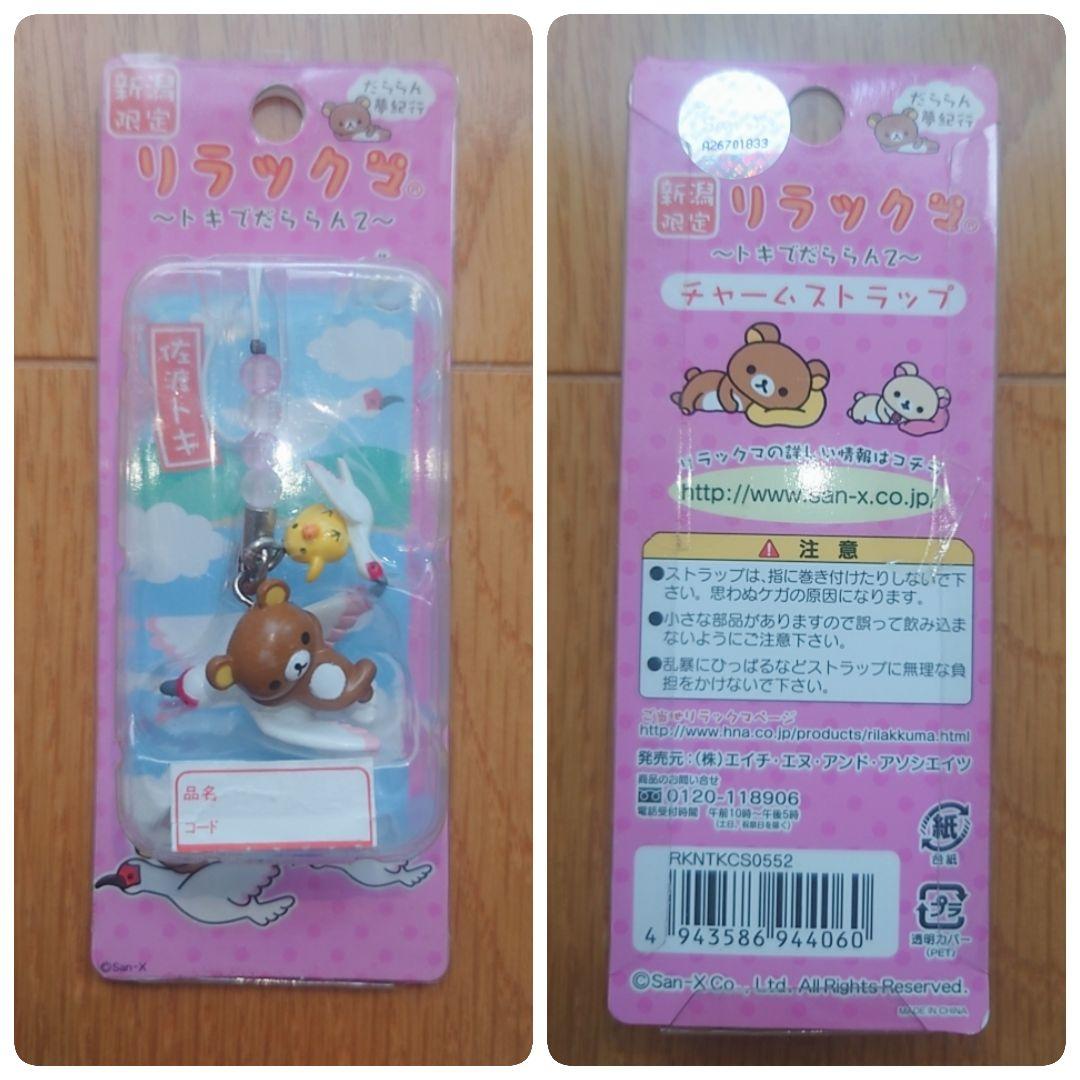 新潟
限定
だららん
夢紀行
リラックマ®
～トキでだららん2～
佐渡トキ
品名
コード
©San-X
A26701833
だららん
夢紀行
新潟
限定
リラックマ®
～トキでだららん2～
チャームストラップ
リラックマの詳しい情報はコチラ
http://www.san-x.co.jp/
注意
●ストラップは、指に巻き付けたりしないで下
さい。思わぬケガの原因になります。
●小さな部品がありますので誤って飲み込ま
ないようにご注意下さい。
●乱暴にひっぱるなどストラップに無理な負
担をかけないで下さい。
ご当地リラックマページ
http://www.hna.co.jp/products/rilakkuma.html
発売元：(株)エイチ・エヌ・アンド・アソシエイツ
商品のお問い合せ
0120-118906
電話受付時間 午前10時～午後5時
(土日、祝祭日を除く)
紙
台紙
RKNTKCS0552
4 943586 944060
プラ
透明カバー
(PET)
©San-X Co., Ltd. All Rights Reserved.
MADE IN CHINA